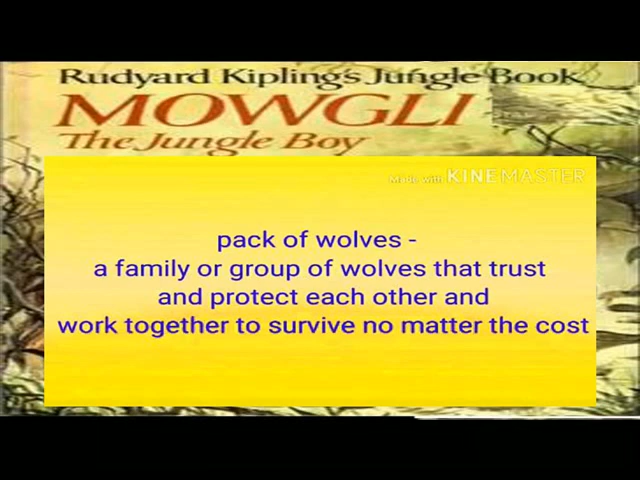 Rudyard Kipling's Jungle Book
MOWGLI
The Jungle Boy
Made with KINEMASTER
pack of wolves -
a family or group of wolves that trust
and protect each other and
work together to survive no matter the cost